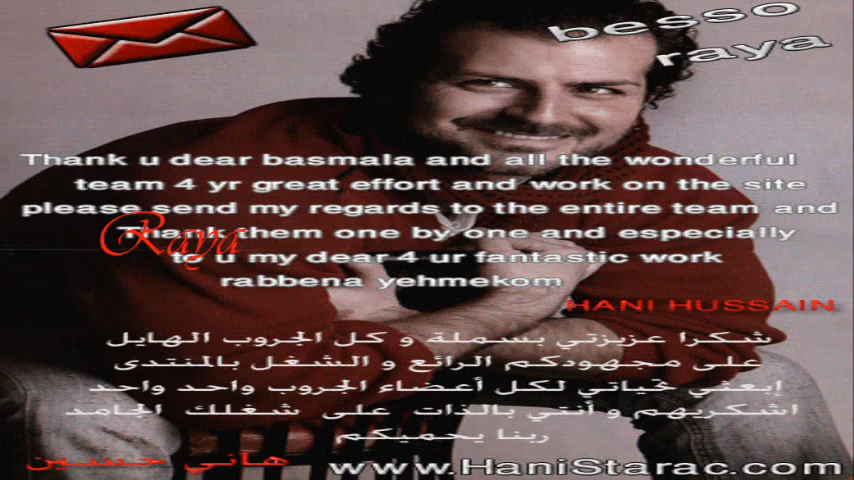 besso
raya
Thank u dear basmala and all the wonderful
team 4 yr great effort and work on the site
please send my regards to the entire team and
Thank them one by one and especially
Raya
to u my dear 4 ur fantastic work
rabbena yehmekom
HANI HUSSAIN
شكرا عزيزتي بسملة و كل الجروب الهايل
على مجهودكم الرائع و الشغل بالمنتدى
إبعثي تحياتي لكل أعضاء الجروب واحد واحد
اشكريهم و أنتي بالذات على شغلك الجامد
ربنا يحميكم
هاني حسين
www.HaniStarac.com